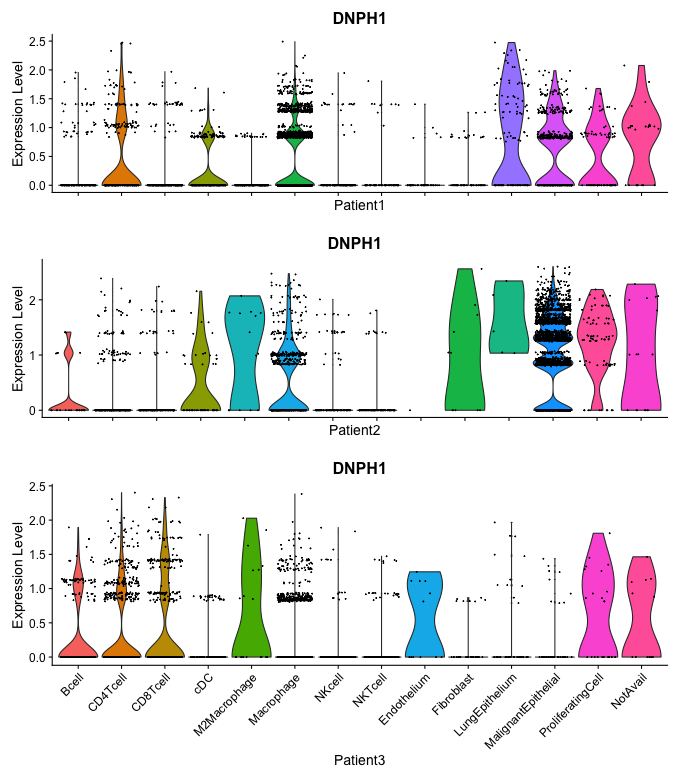 DNPH1
Expression Level
2.5
2.0
1.5
1.0
0.5
0.0
Patient1
DNPH1
Expression Level
2
1
0
Patient2
DNPH1
Expression Level
2.5
2.0
1.5
1.0
0.5
0.0
Bcell
CD4Tcell
CD8Tcell
cDC
M2Macrophage
Macrophage
NKcell
NKTcell
Endothelium
Fibroblast
LungEpithelium
MalignantEpithelial
ProliferatingCell
NotAvail
Patient3